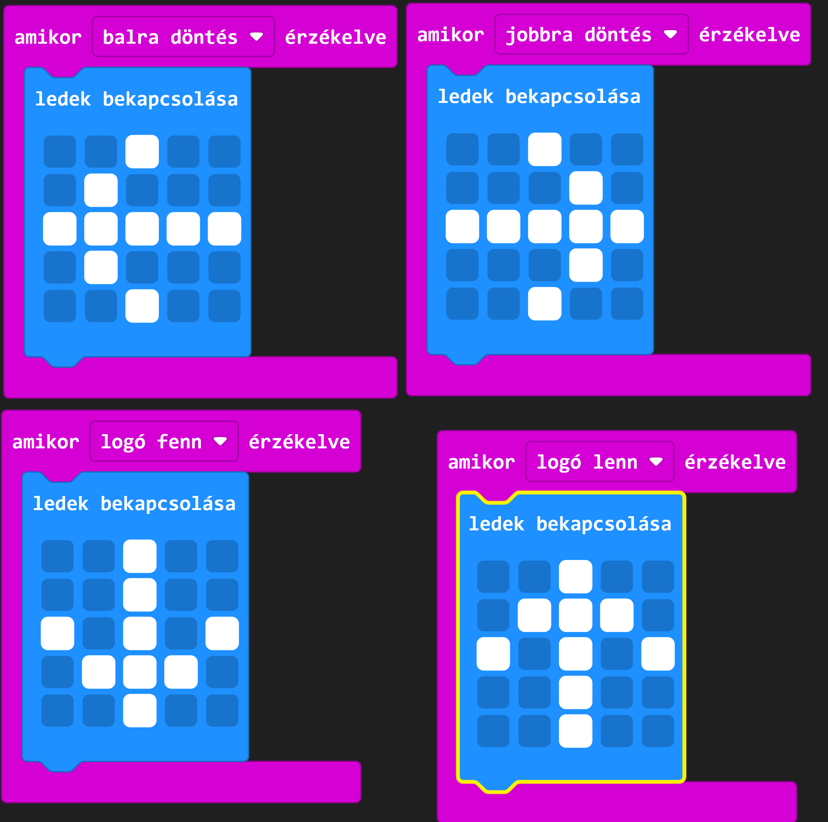 amikor balra döntés érzékelve
ledek bekapcsolása
amikor jobbra döntés érzékelve
ledek bekapcsolása
amikor logó fenn érzékelve
ledek bekapcsolása
amikor logó lenn érzékelve
ledek bekapcsolása